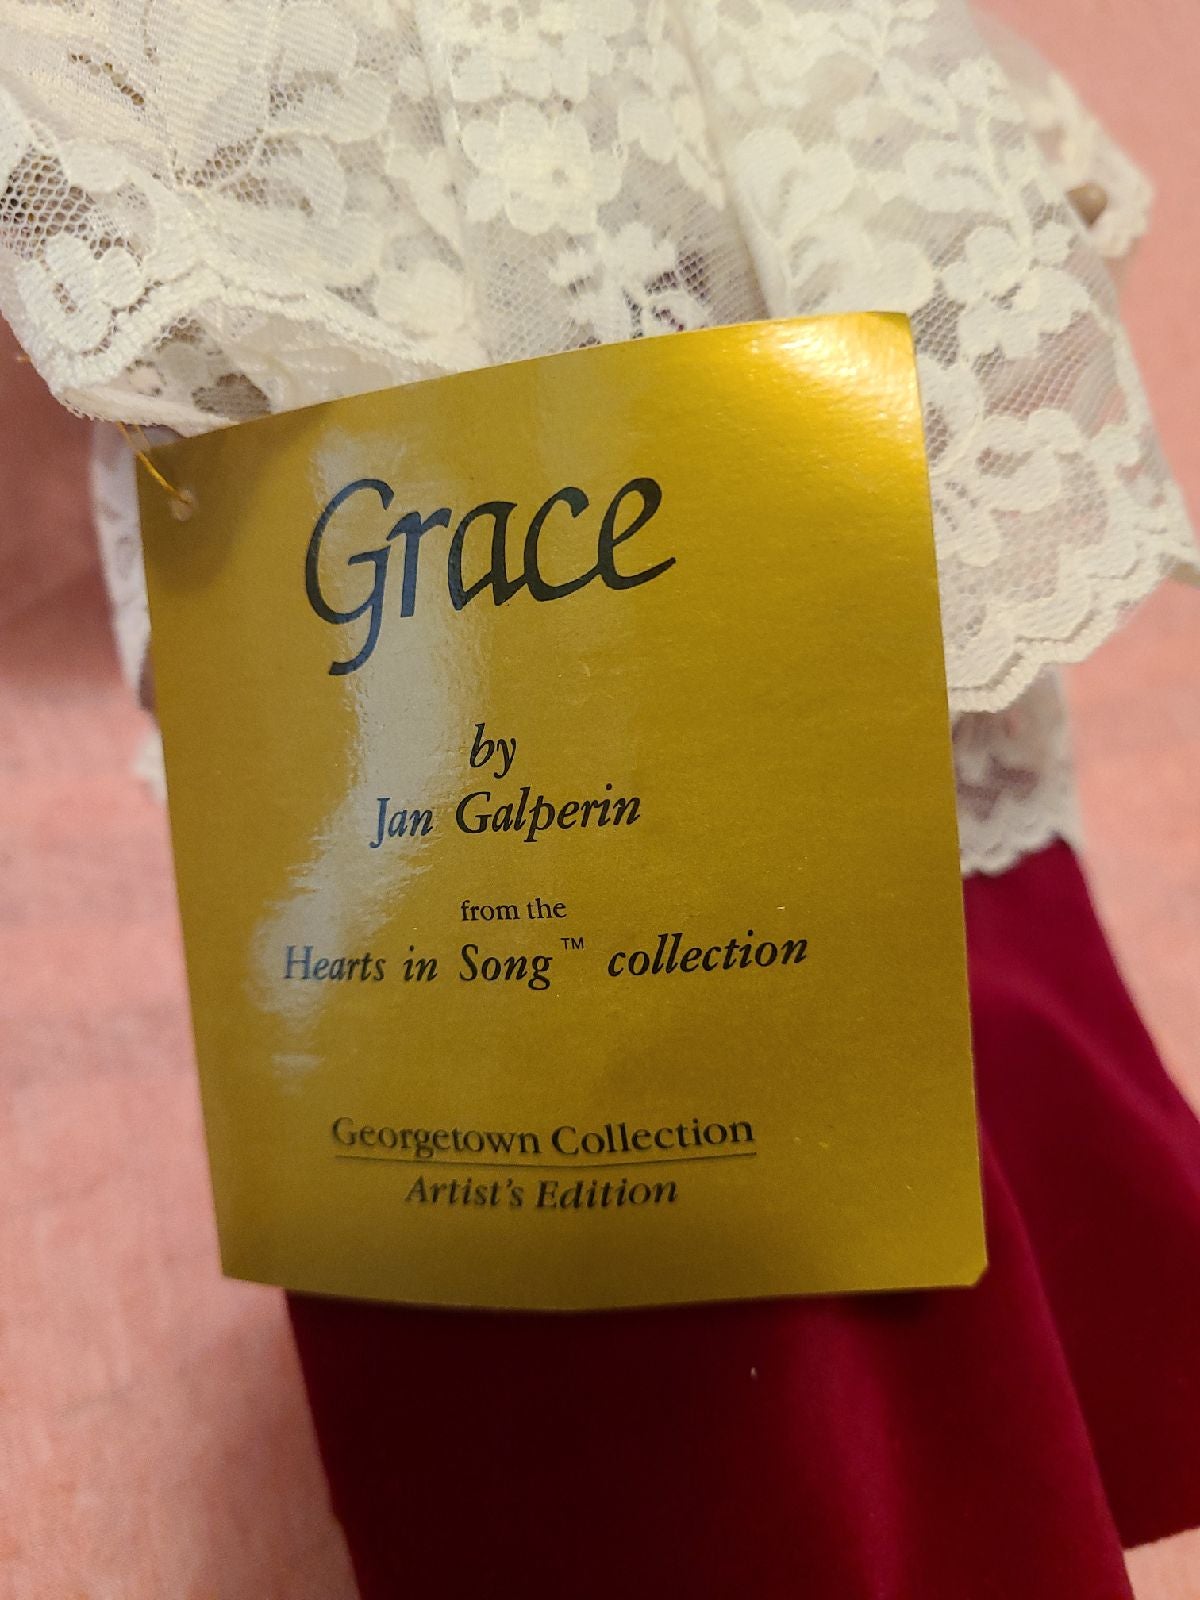 Grace
by
Jan Galperin
from the
Hearts in Song™ collection
Georgetown Collection
Artist's Edition